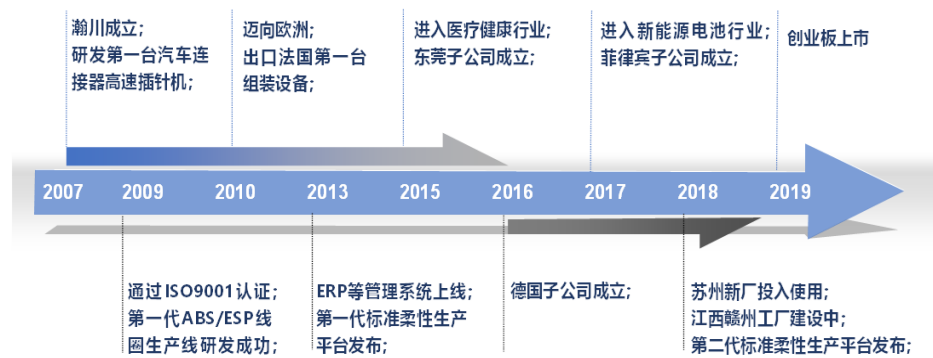 瀚川成立;
研发第一台汽车连
接器高速插针机;
迈向欧洲;
出口法国第一台
组装设备;
进入医疗健康行业;
东莞子公司成立;
进入新能源电池行业;
菲律宾子公司成立;
创业板上市
2007 2009 2010 2013 2015 2016 2017 2018 2019
通过ISO9001认证;
第一代ABS/ESP线
圈生产线研发成功;
ERP等管理系统上线;
第一代标准柔性生产
平台发布;
德国子公司成立;
苏州新厂投入使用;
江西赣州工厂建设中;
第二代标准柔性生产平台发布;